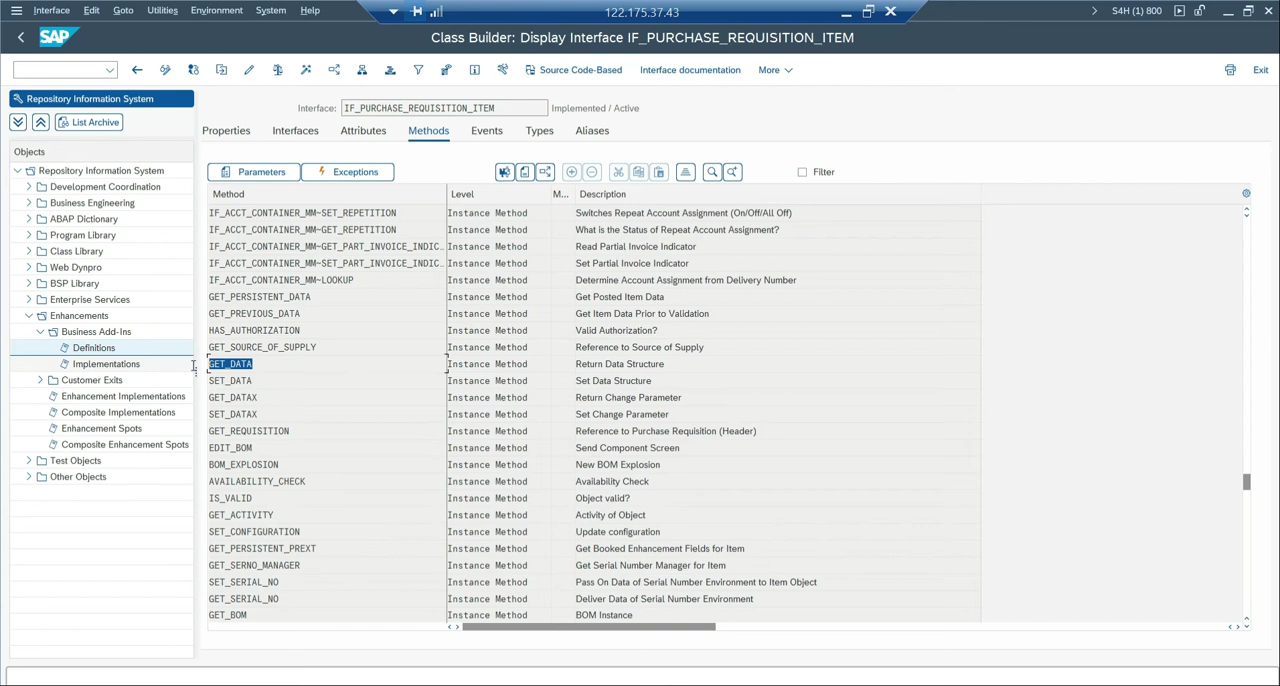 Interface Edit Goto Utilities Environment System Help 122.175.37.43 S4H (1) 800
SAP Class Builder: Display Interface IF_PURCHASE_REQUISITION_ITEM
Source Code-Based Interface documentation More Exit
Repository Information System
Interface: IF_PURCHASE_REQUISITION_ITEM Implemented / Active
List Archive
Properties Interfaces Attributes Methods Events Types Aliases
Objects
Repository Information System
Development Coordination
Business Engineering
ABAP Dictionary
Program Library
Class Library
Web Dynpro
BSP Library
Enterprise Services
Enhancements
Business Add-Ins
Definitions
Implementations
Customer Exits
Enhancement Implementations
Composite Implementations
Enhancement Spots
Composite Enhancement Spots
Test Objects
Other Objects
Parameters Exceptions Filter
Method Level M... Description
IF_ACCT_CONTAINER_MM~SET_REPETITION Instance Method Switches Repeat Account Assignment (On/Off/All Off)
IF_ACCT_CONTAINER_MM~GET_REPETITION Instance Method What is the Status of Repeat Account Assignment?
IF_ACCT_CONTAINER_MM~GET_PART_INVOICE_INDIC... Instance Method Read Partial Invoice Indicator
IF_ACCT_CONTAINER_MM~SET_PART_INVOICE_INDIC... Instance Method Set Partial Invoice Indicator
IF_ACCT_CONTAINER_MM~LOOKUP Instance Method Determine Account Assignment from Delivery Number
GET_PERSISTENT_DATA Instance Method Get Posted Item Data
GET_PREVIOUS_DATA Instance Method Get Item Data Prior to Validation
HAS_AUTHORIZATION Instance Method Valid Authorization?
GET_SOURCE_OF_SUPPLY Instance Method Reference to Source of Supply
GET_DATA Instance Method Return Data Structure
SET_DATA Instance Method Set Data Structure
GET_DATAX Instance Method Return Change Parameter
SET_DATAX Instance Method Set Change Parameter
GET_REQUISITION Instance Method Reference to Purchase Requisition (Header)
EDIT_BOM Instance Method Send Component Screen
BOM_EXPLOSION Instance Method New BOM Explosion
AVAILABILITY_CHECK Instance Method Availability Check
IS_VALID Instance Method Object valid?
GET_ACTIVITY Instance Method Activity of Object
SET_CONFIGURATION Instance Method Update configuration
GET_PERSISTENT_PREXT Instance Method Get Booked Enhancement Fields for Item
GET_SERNO_MANAGER Instance Method Get Serial Number Manager for Item
SET_SERIAL_NO Instance Method Pass On Data of Serial Number Environment to Item Object
GET_SERIAL_NO Instance Method Deliver Data of Serial Number Environment
GET_BOM Instance Method BOM Instance